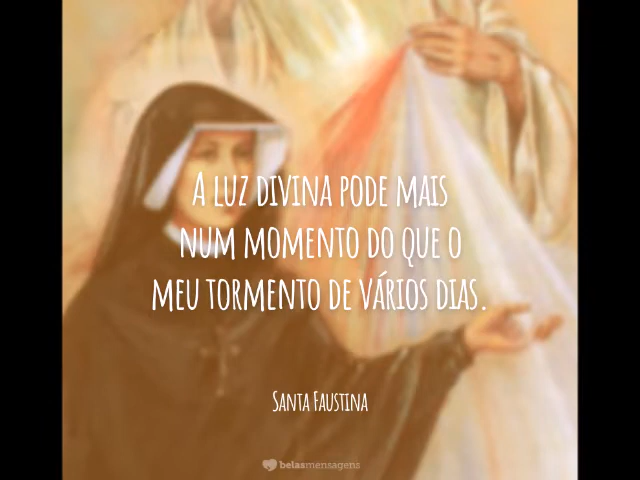 A luz divina pode mais
num momento do que o
meu tormento de vários dias.
Santa Faustina
belasmensagens